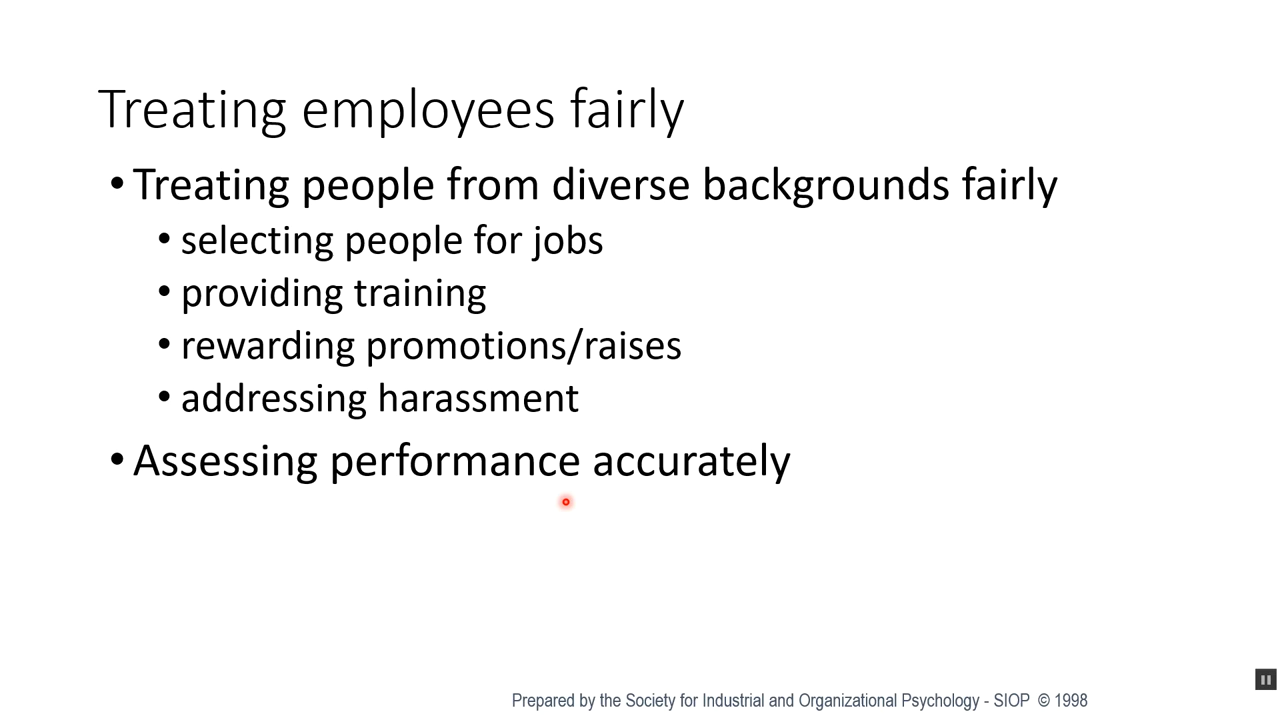 Treating employees fairly
• Treating people from diverse backgrounds fairly
• selecting people for jobs
• providing training
• rewarding promotions/raises
• addressing harassment
• Assessing performance accurately
Prepared by the Society for Industrial and Organizational Psychology - SIOP © 1998